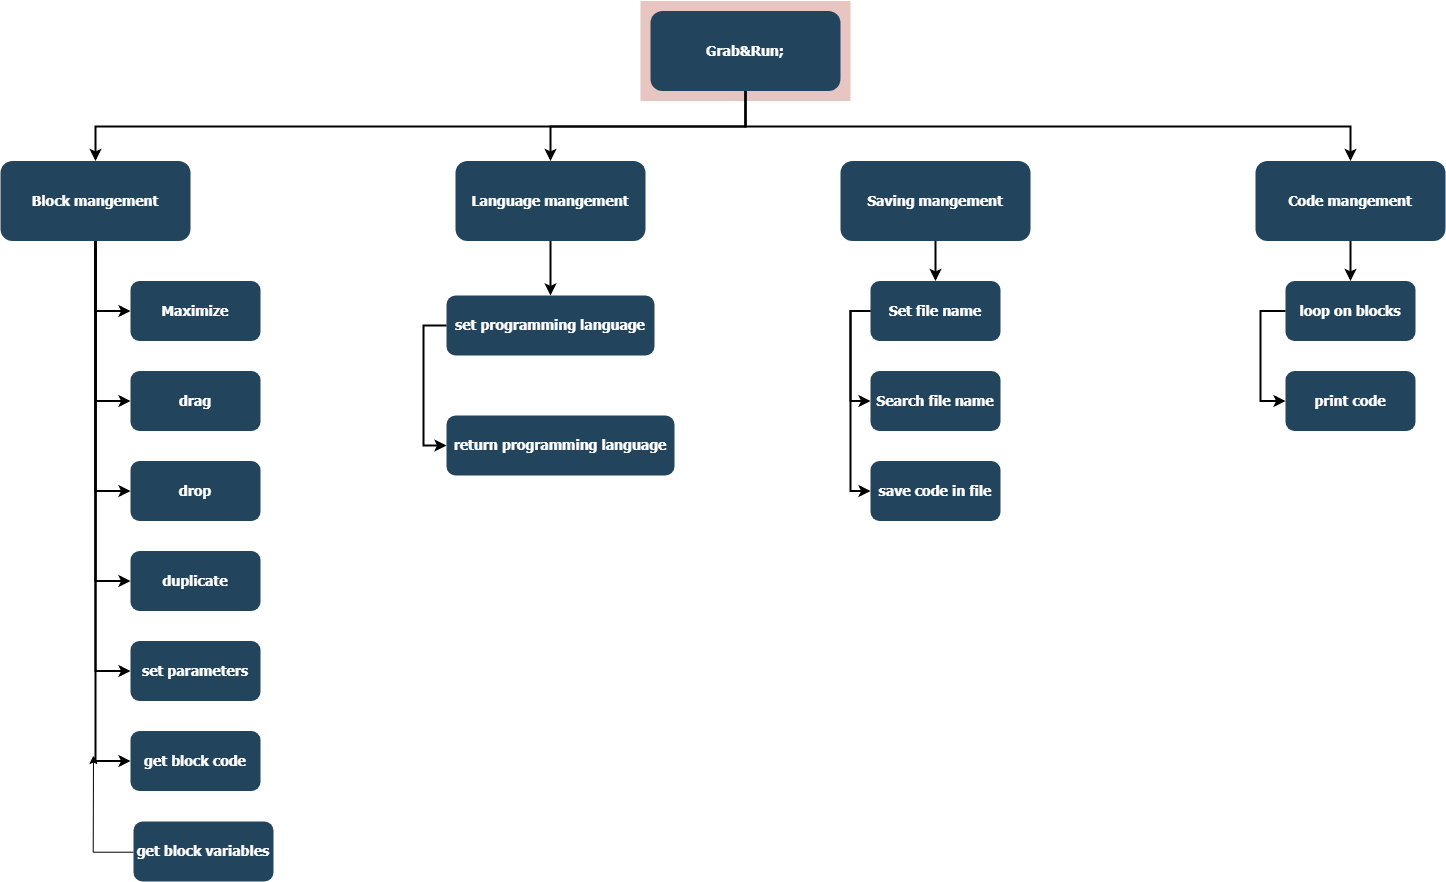 Grab&Run;
Block mangement
Language mangement
Saving mangement
Code mangement
Maximize
drag
drop
duplicate
set parameters
get block code
get block variables
set programming language
return programming language
Set file name
Search file name
save code in file
loop on blocks
print code